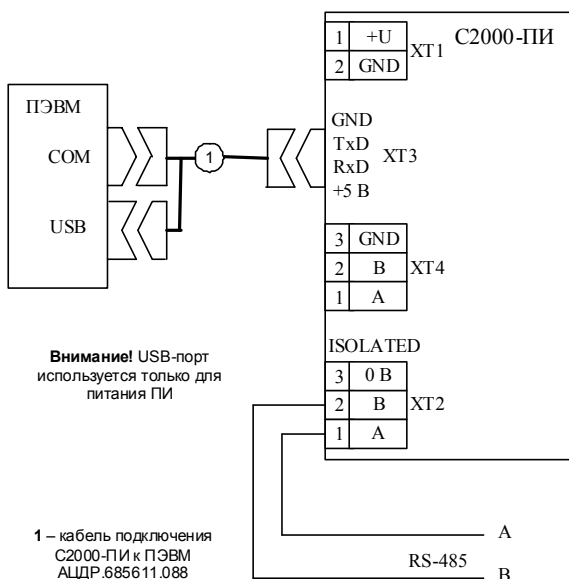 С2000-ПИ
1 +U
2 GND
XT1
ПЭВМ
COM
USB
1
GND
TxD
RxD
+5 В
XT3
3 GND
2 B
1 A
XT4
ISOLATED
3 0 В
2 B
1 A
XT2
Внимание! USB-порт
используется только для
питания ПИ
1 – кабель подключения
С2000-ПИ к ПЭВМ
АЦДР.685611.088
A
RS-485
B